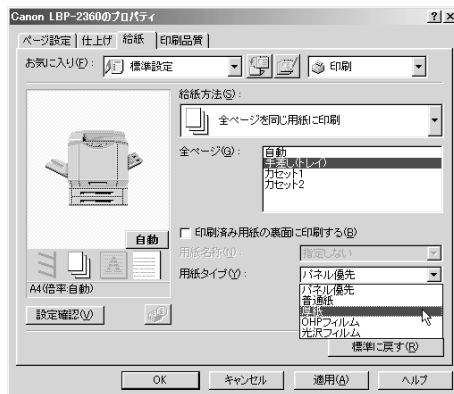 Canon LBP-2360のプロパティ
ページ設定 仕上げ 給紙 印刷品質
お気に入り(F): 標準設定 印刷
給紙方法(S):
全ページを同じ用紙に印刷
全ページ(G):
自動
手差し(トレイ)
カセット1
カセット2
自動
印刷済み用紙の裏面に印刷する(B)
用紙名称(N): 指定しない
用紙タイプ(Y): パネル優先
A4(倍率:自動)
パネル優先
普通紙
厚紙
OHPフィルム
光沢フィルム
設定確認(V)
標準に戻す(R)
OK キャンセル 適用(A) ヘルプ